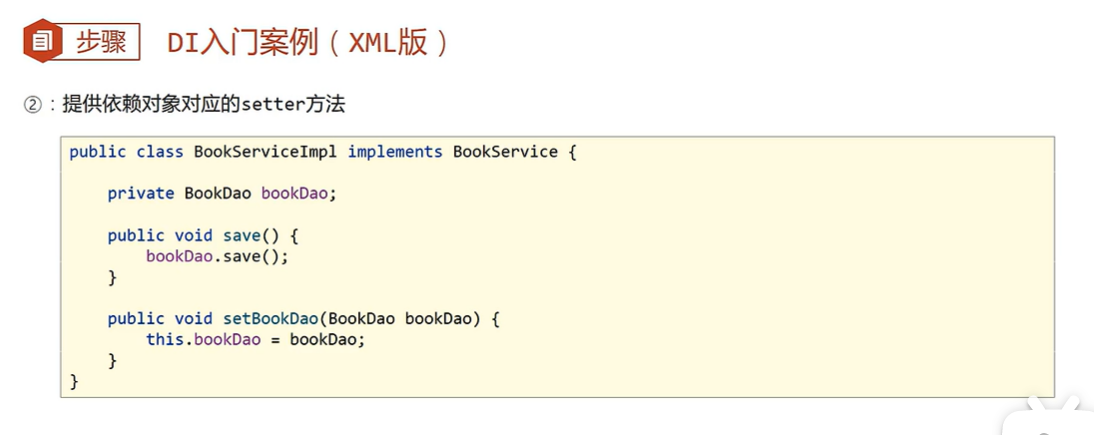 步骤 DI入门案例（XML版）
②：提供依赖对象对应的setter方法
public class BookServiceImpl implements BookService {
private BookDao bookDao;
public void save() {
bookDao.save();
}
public void setBookDao(BookDao bookDao) {
this.bookDao = bookDao;
}
}